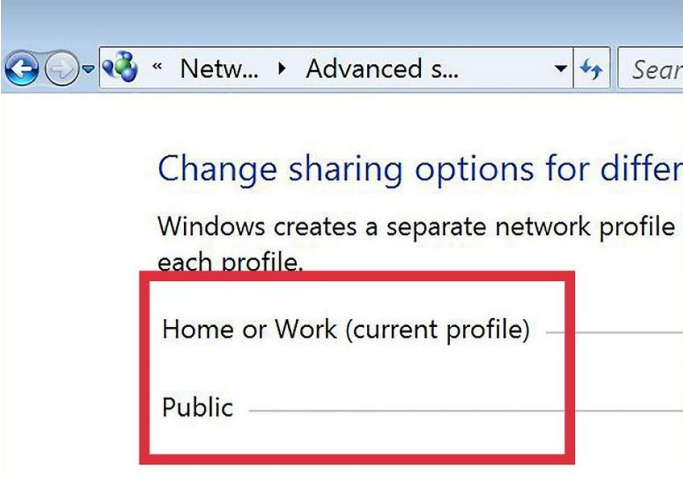 « Netw... ▸ Advanced s... Sear
Change sharing options for differ
Windows creates a separate network profile
each profile.
Home or Work (current profile)
Public